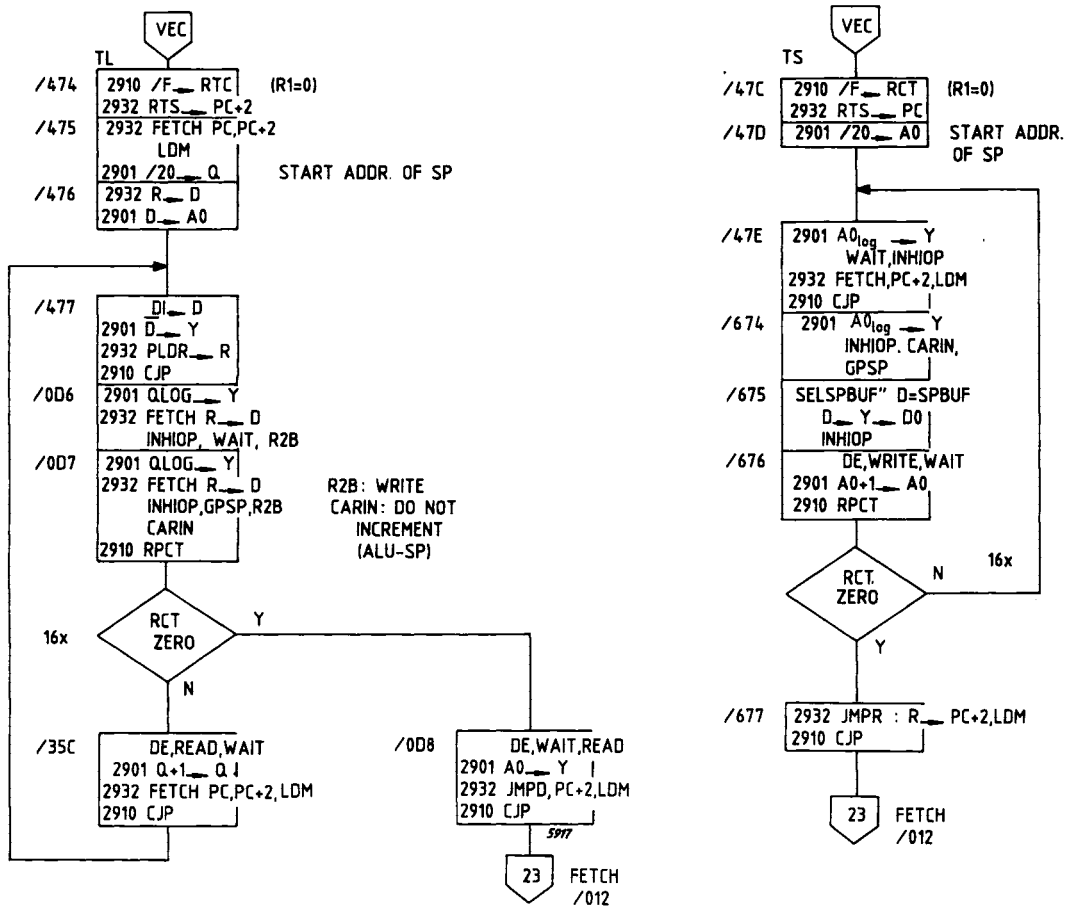 VEC
TL
/474
2910 /F → RTC (R1=0)
2932 RTS → PC+2
/475
2932 FETCH PC,PC+2
LDM
2901 /20 → Q START ADDR. OF SP
/476
2932 R → D
2901 D → A0
/477
DI → D
2901 D̅ → Y
2932 PLDR → R
2910 CJP
/0D6
2901 QLOG → Y
2932 FETCH R → D
INHIOP, WAIT, R2B
/0D7
2901 QLOG → Y
2932 FETCH R → D
INHIOP,GPSP,R2B
CARIN
2910 RPCT
R2B: WRITE
CARIN: DO NOT
INCREMENT
(ALU-SP)
16x
RCT
ZERO
Y
N
/35C
DE,READ,WAIT
2901 Q+1 → Q
2932 FETCH PC,PC+2,LDM
2910 CJP
/0D8
DE,WAIT,READ
2901 A0 → Y
2932 JMPD, PC+2,LDM
2910 CJP
5917
23 FETCH
/012
VEC
TS
/47C
2910 /F → RCT (R1=0)
2932 RTS → PC
/47D
2901 /20 → A0 START ADDR.
OF SP
/47E
2901 A0log → Y
WAIT,INHIOP
2932 FETCH,PC+2,LDM
2910 CJP
/674
2901 A0log → Y
INHIOP. CARIN,
GPSP
/675
SELSPBUF" D=SPBUF
D → Y → D0
INHIOP
/676
DE,WRITE,WAIT
2901 A0+1 → A0
2910 RPCT
RCT.
ZERO
N
16x
Y
/677
2932 JMPR : R → PC+2,LDM
2910 CJP
23 FETCH
/012